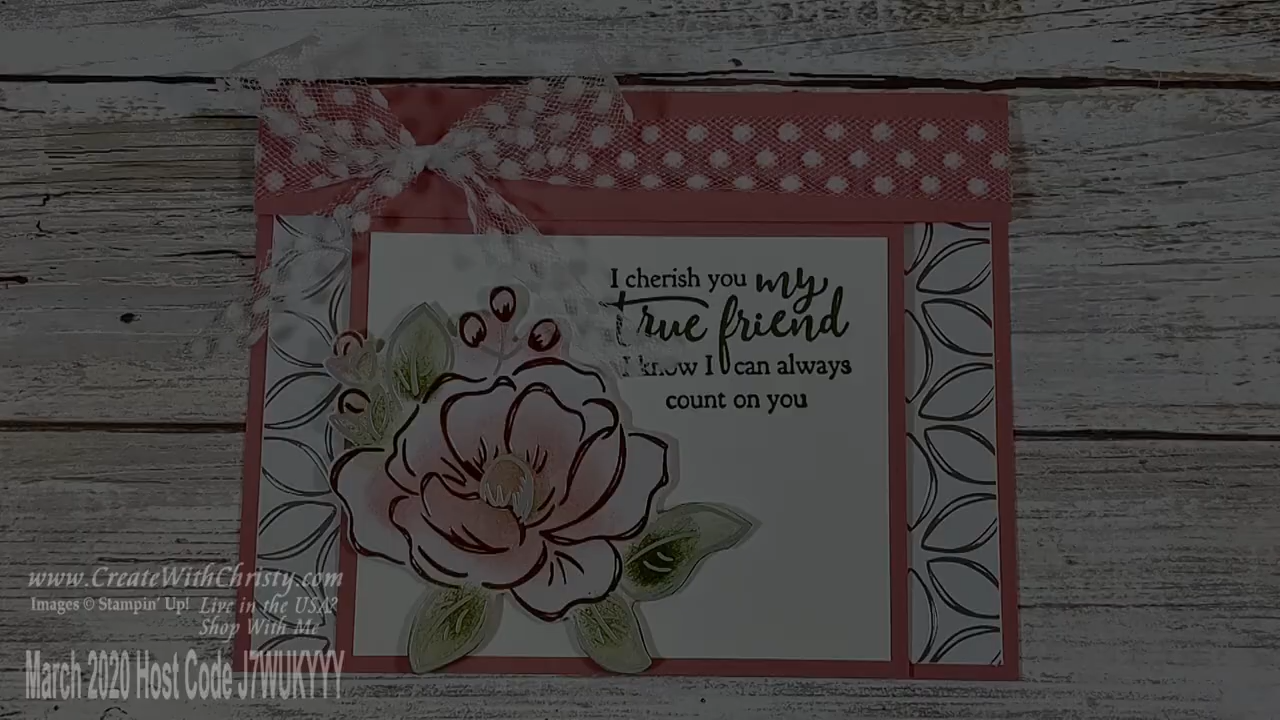 I cherish you my
true friend
I know I can always
count on you
www.CreateWithChristy.com
Images © Stampin' Up! Live in the USA?
Shop With Me
March 2020 Host Code J7WUKYYY